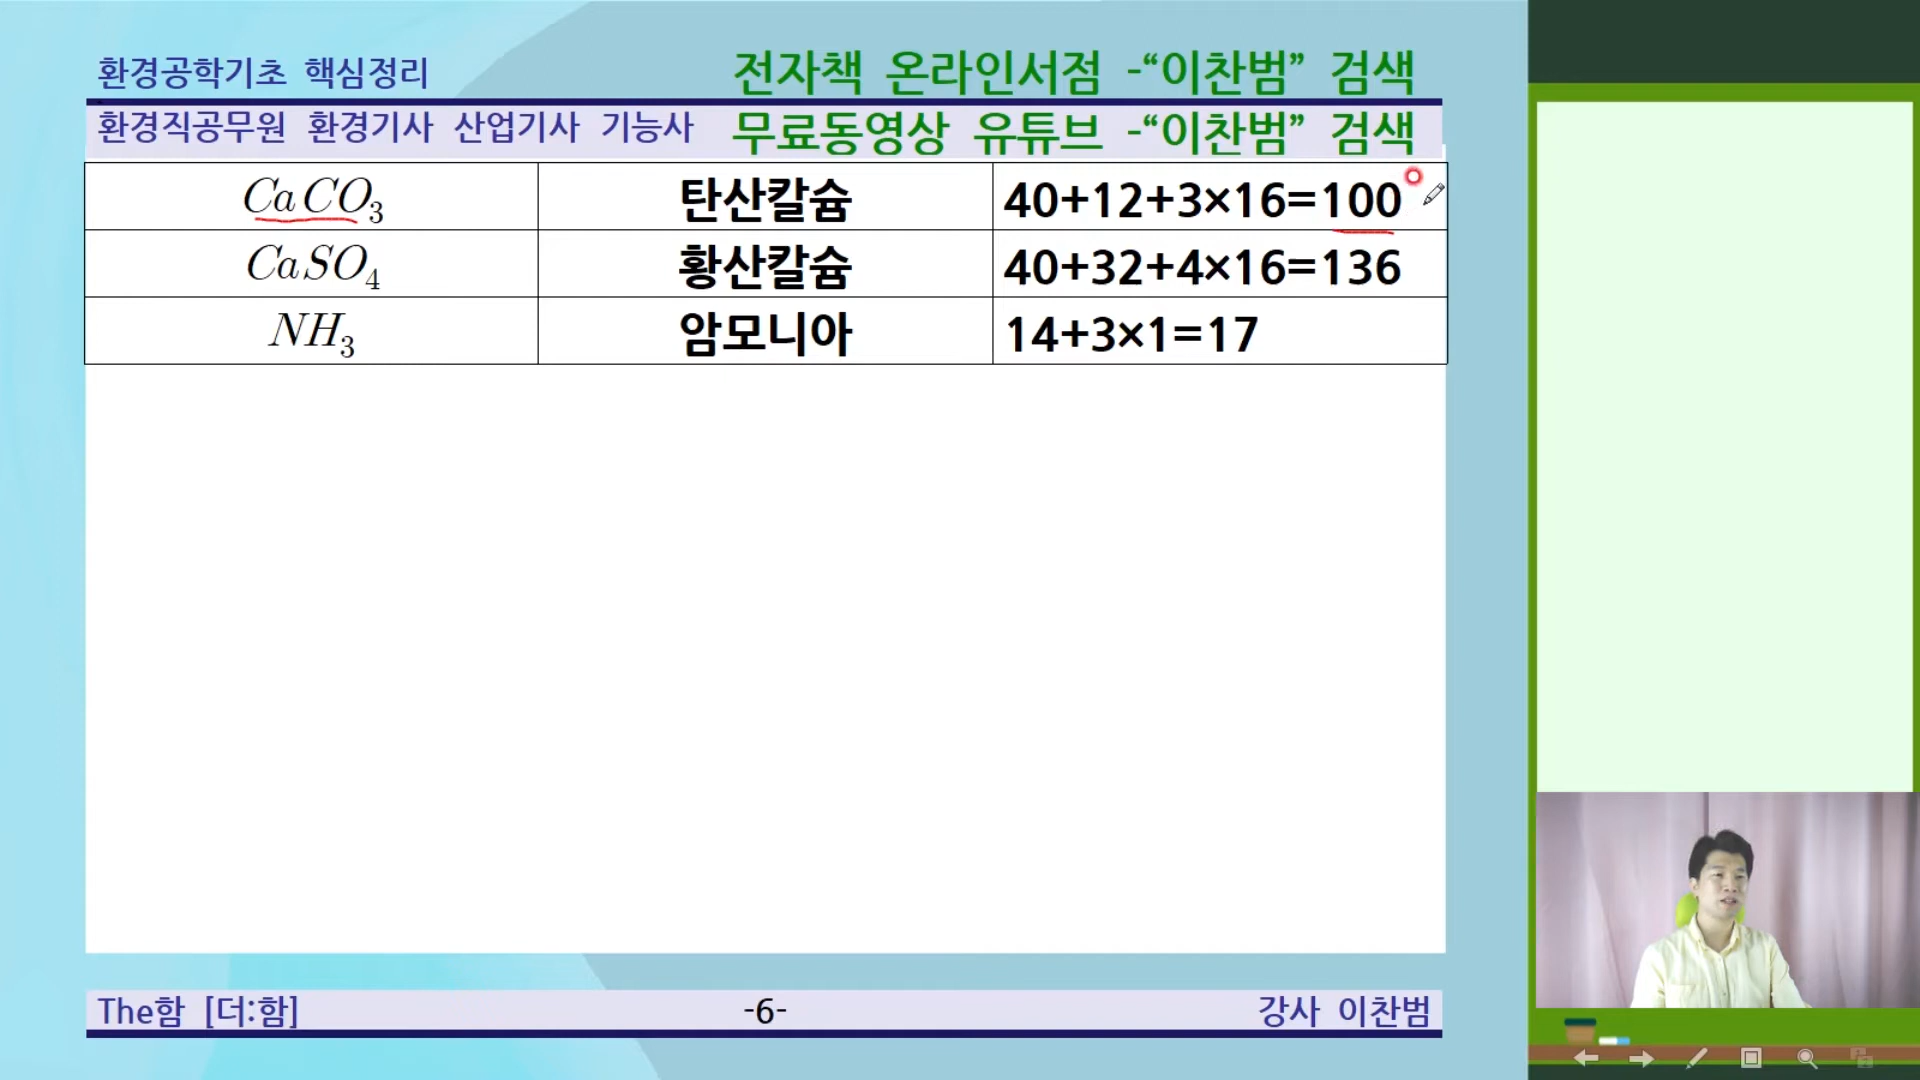 환경공학기초 핵심정리
전자책 온라인서점 -“이찬범” 검색
환경직공무원 환경기사 산업기사 기능사
무료동영상 유튜브 -“이찬범” 검색
CaCO₃ 탄산칼슘 40+12+3×16=100
CaSO₄ 황산칼슘 40+32+4×16=136
NH₃ 암모니아 14+3×1=17
The함 [더:함] -6- 강사 이찬범